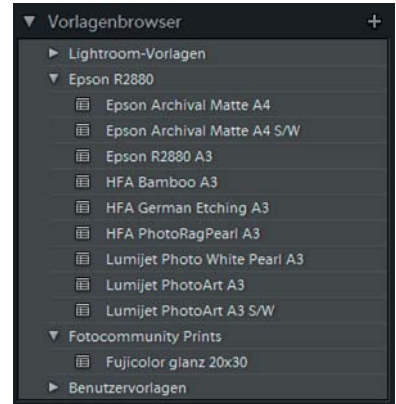 Vorlagenbrowser +
Lightroom-Vorlagen
Epson R2880
Epson Archival Matte A4
Epson Archival Matte A4 S/W
Epson R2880 A3
HFA Bamboo A3
HFA German Etching A3
HFA PhotoRagPearl A3
Lumijet Photo White Pearl A3
Lumijet PhotoArt A3
Lumijet PhotoArt A3 S/W
Fotocommunity Prints
Fujicolor glanz 20x30
Benutzervorlagen